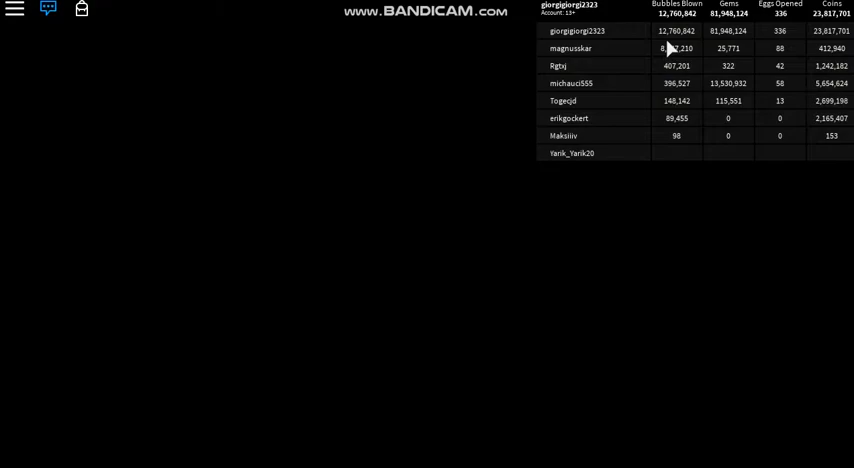 www.BANDICAM.com
giorgigiorgi2323 Bubbles Blown Gems Eggs Opened Coins
Account: 13+ 12,760,842 81,948,124 336 23,817,701
giorgigiorgi2323 12,760,842 81,948,124 336 23,817,701
magnusskar 25,771 88 412,940
Rgtxj 407,201 322 42 1,242,182
michauci555 396,527 13,530,932 58 5,654,624
Togecjd 148,142 115,551 13 2,699,198
erikgockert 89,455 0 0 2,165,407
Maksiiiv 98 0 0 153
Yarik_Yarik20